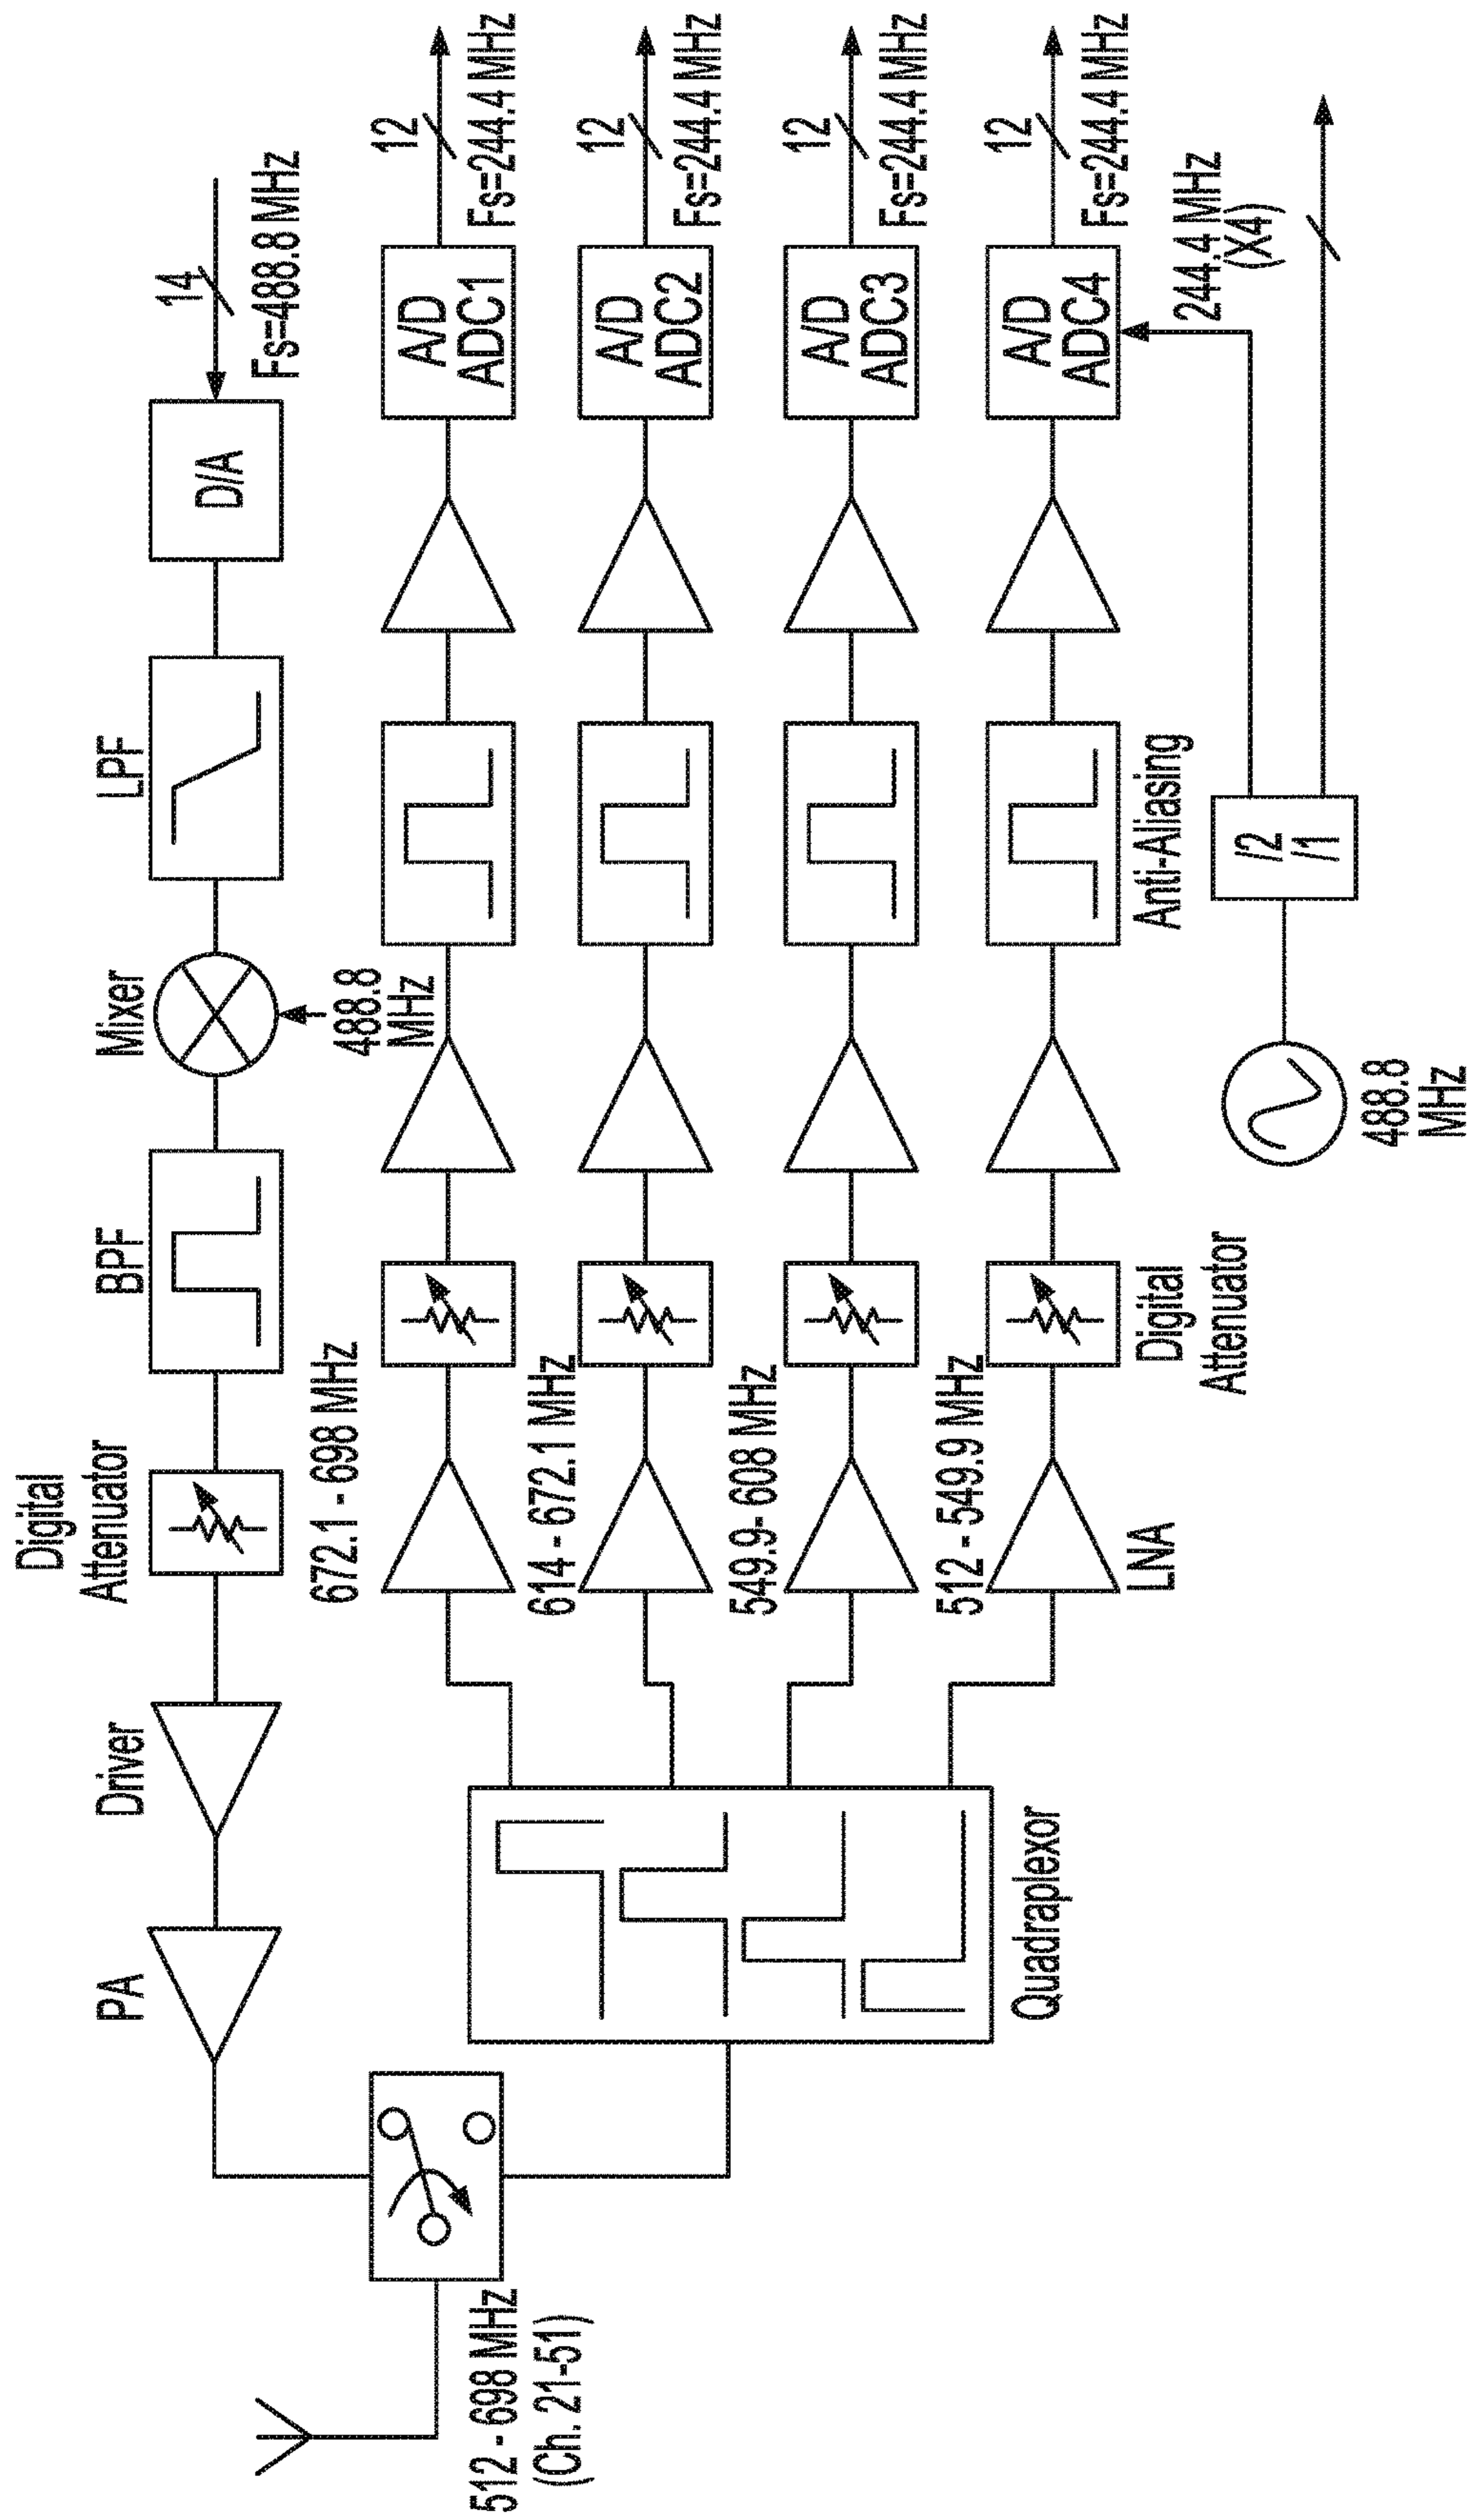 512 - 698 MHz
(Ch. 21-51)
PA
Driver
Digital
Attenuator
BPF
Mixer
488.8
MHz
LPF
D/A
14
Fs=488.8 MHz
Quadraplexor
672.1 - 698 MHz
A/D
ADC1
12
Fs=244.4 MHz
614 - 672.1 MHz
A/D
ADC2
12
Fs=244.4 MHz
549.9- 608 MHz
A/D
ADC3
12
Fs=244.4 MHz
512 - 549.9 MHz
LNA
Digital
Attenuator
Anti-Aliasing
A/D
ADC4
12
Fs=244.4 MHz
488.8
MHz
/2
/1
244.4 MHz
(X4)